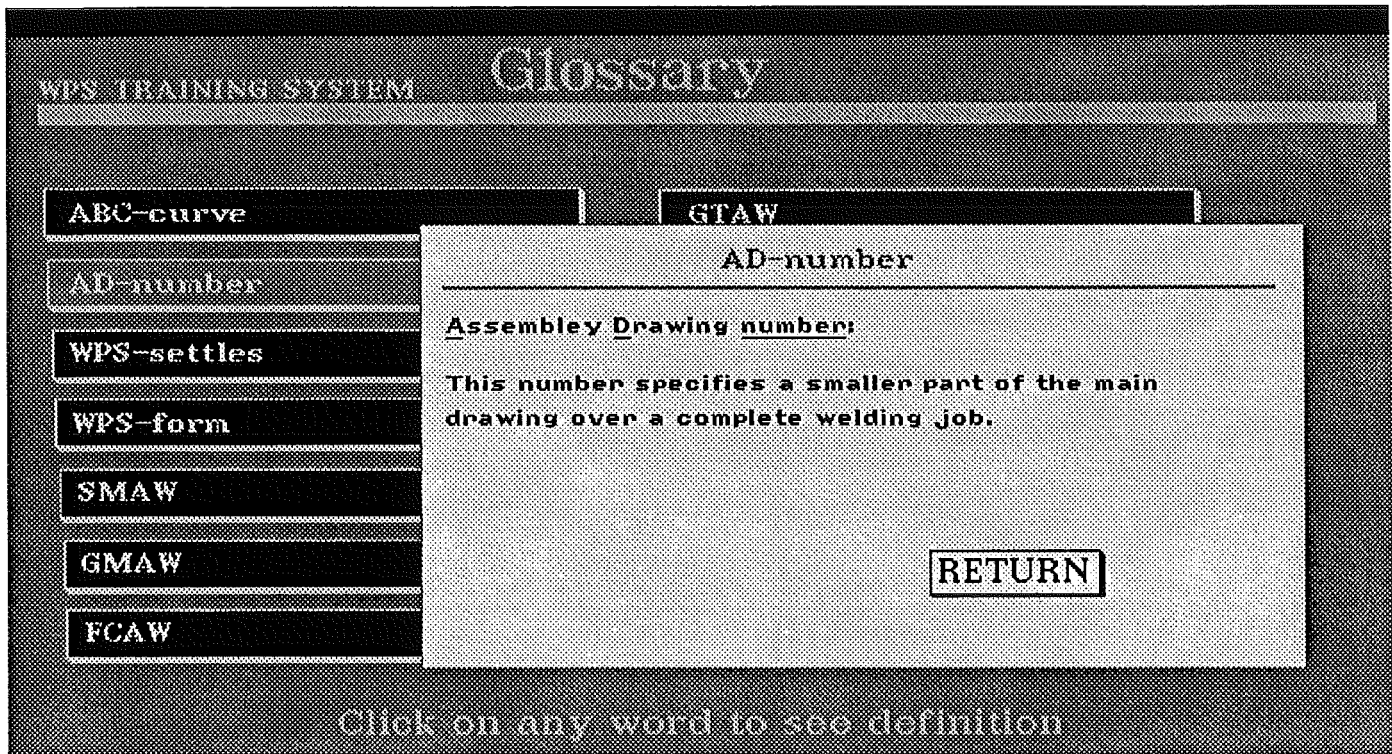 Glossary
WPS TRAINING SYSTEM
ABC-curve
GTAW
AD-number
WPS-settles
WPS-form
SMAW
GMAW
FCAW
AD-number
Assembley Drawing number:
This number specifies a smaller part of the main
drawing over a complete welding job.
RETURN
Click on any word to see definition